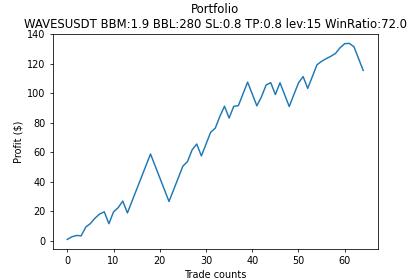 Portfolio
WAVESUSDT BBM:1.9 BBL:280 SL:0.8 TP:0.8 lev:15 WinRatio:72.0
140
120
100
80
60
40
20
0
Profit ($)
0 10 20 30 40 50 60
Trade counts